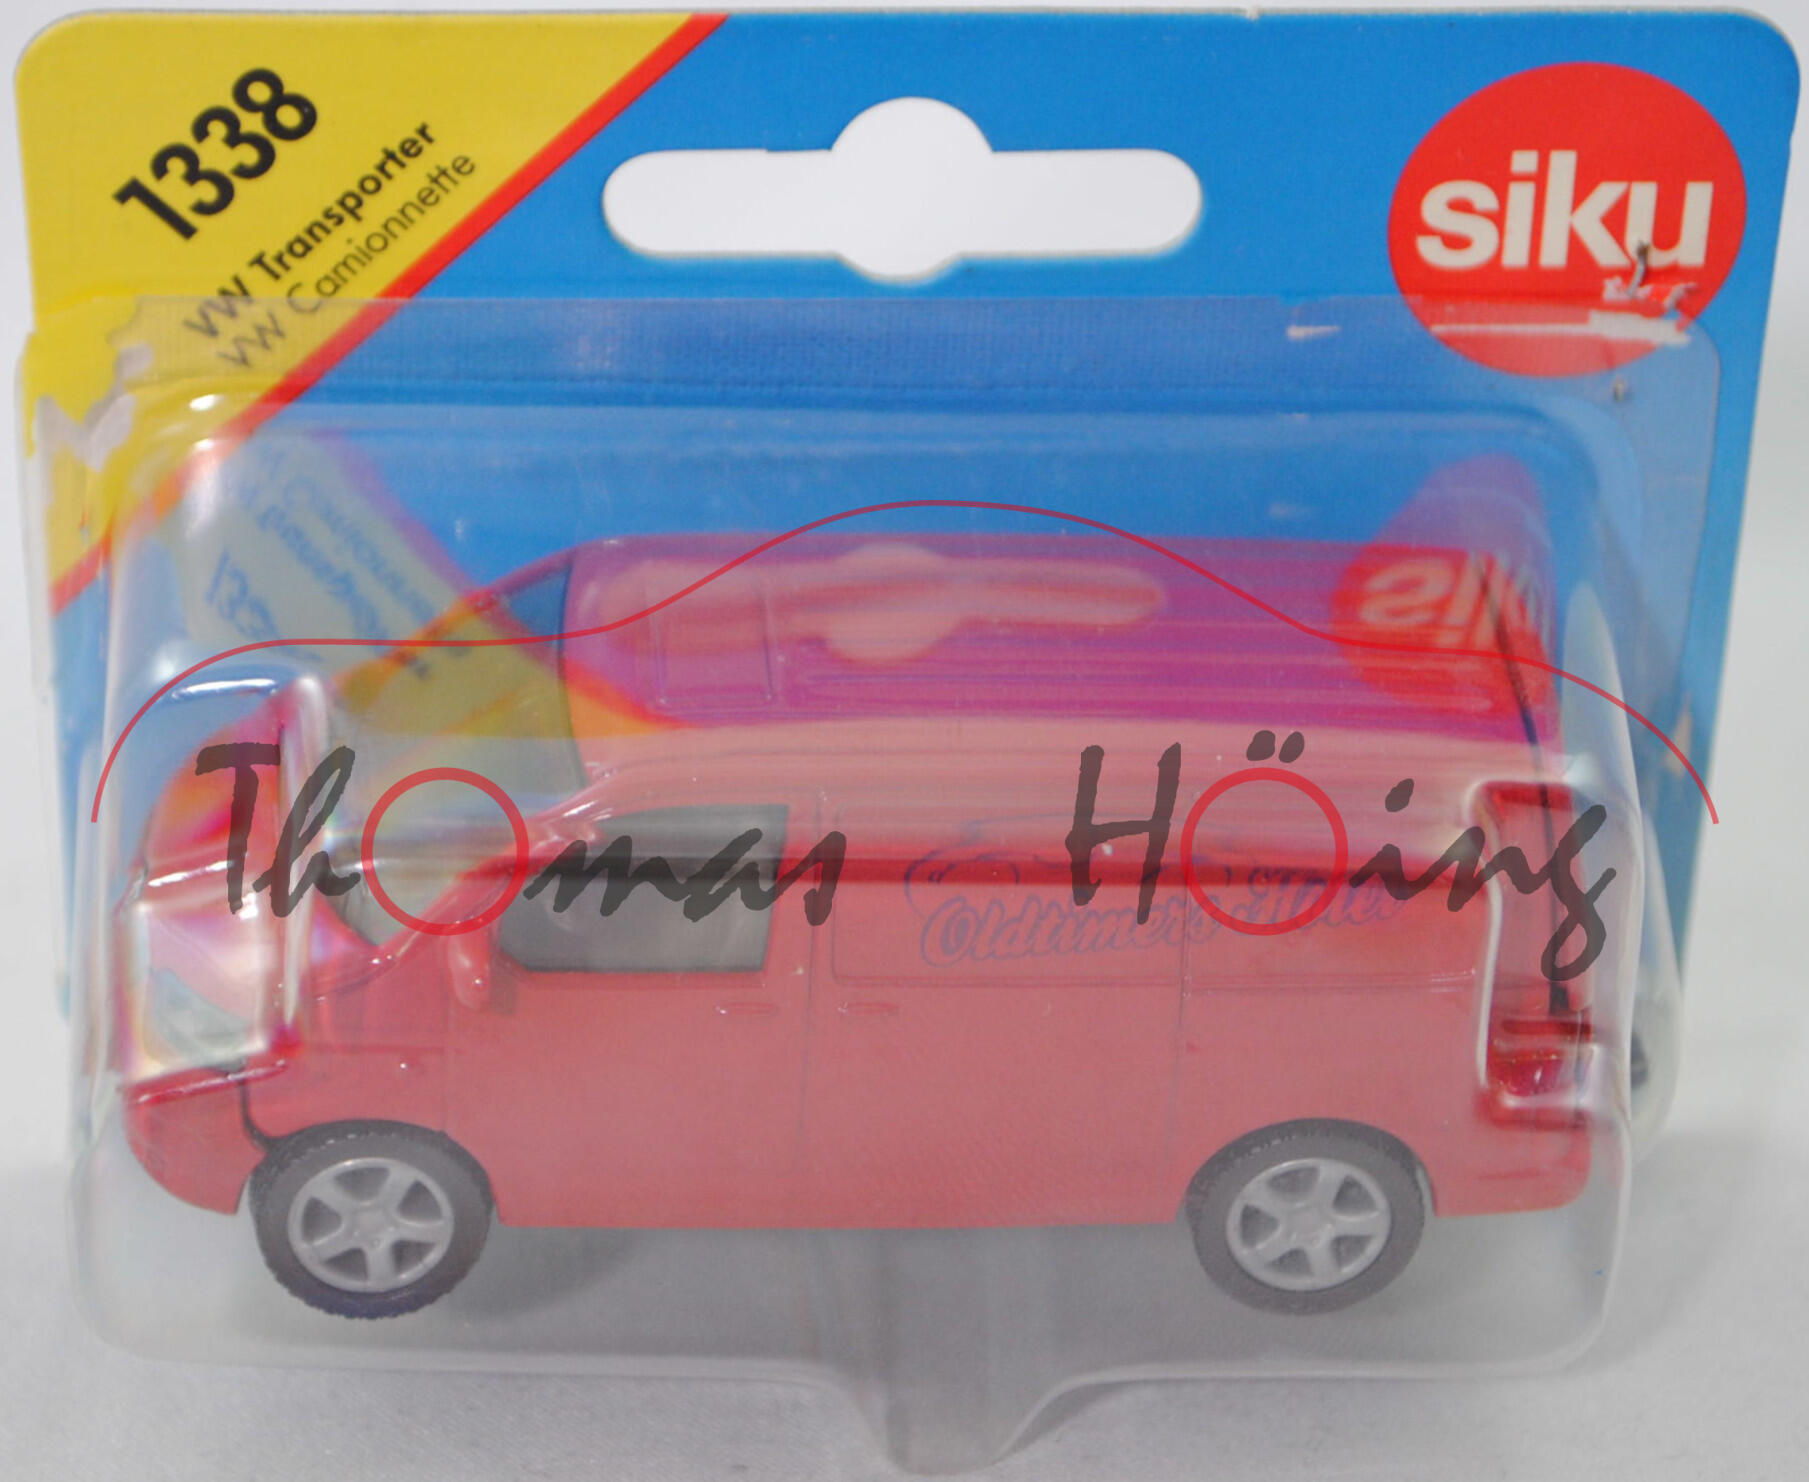 1338
VW Transporter
VW Camionnette
siku
Thomas Höing
Oldtimer